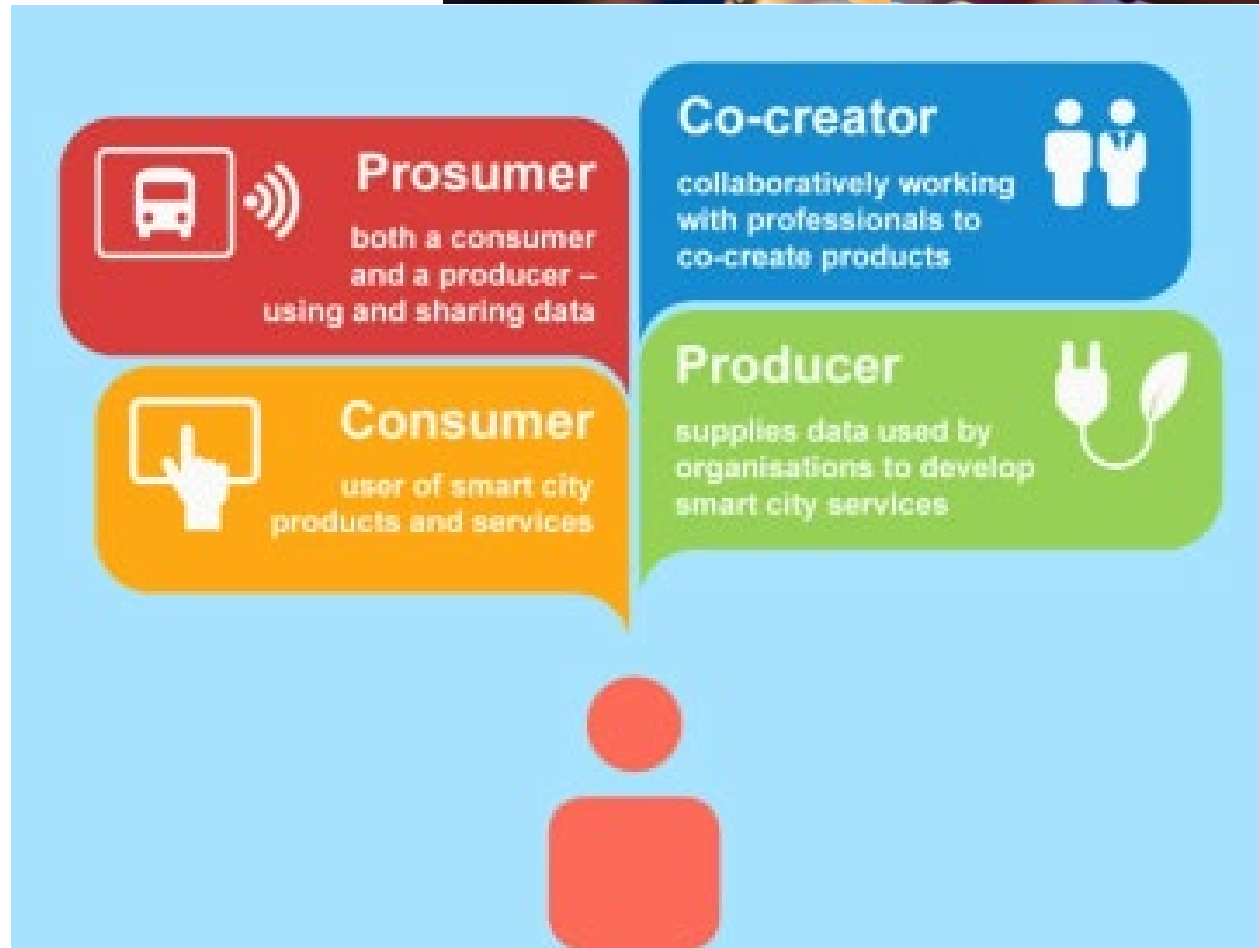 Prosumer
both a consumer
and a producer –
using and sharing data
Co-creator
collaboratively working
with professionals to
co-create products
Consumer
user of smart city
products and services
Producer
supplies data used by
organisations to develop
smart city services